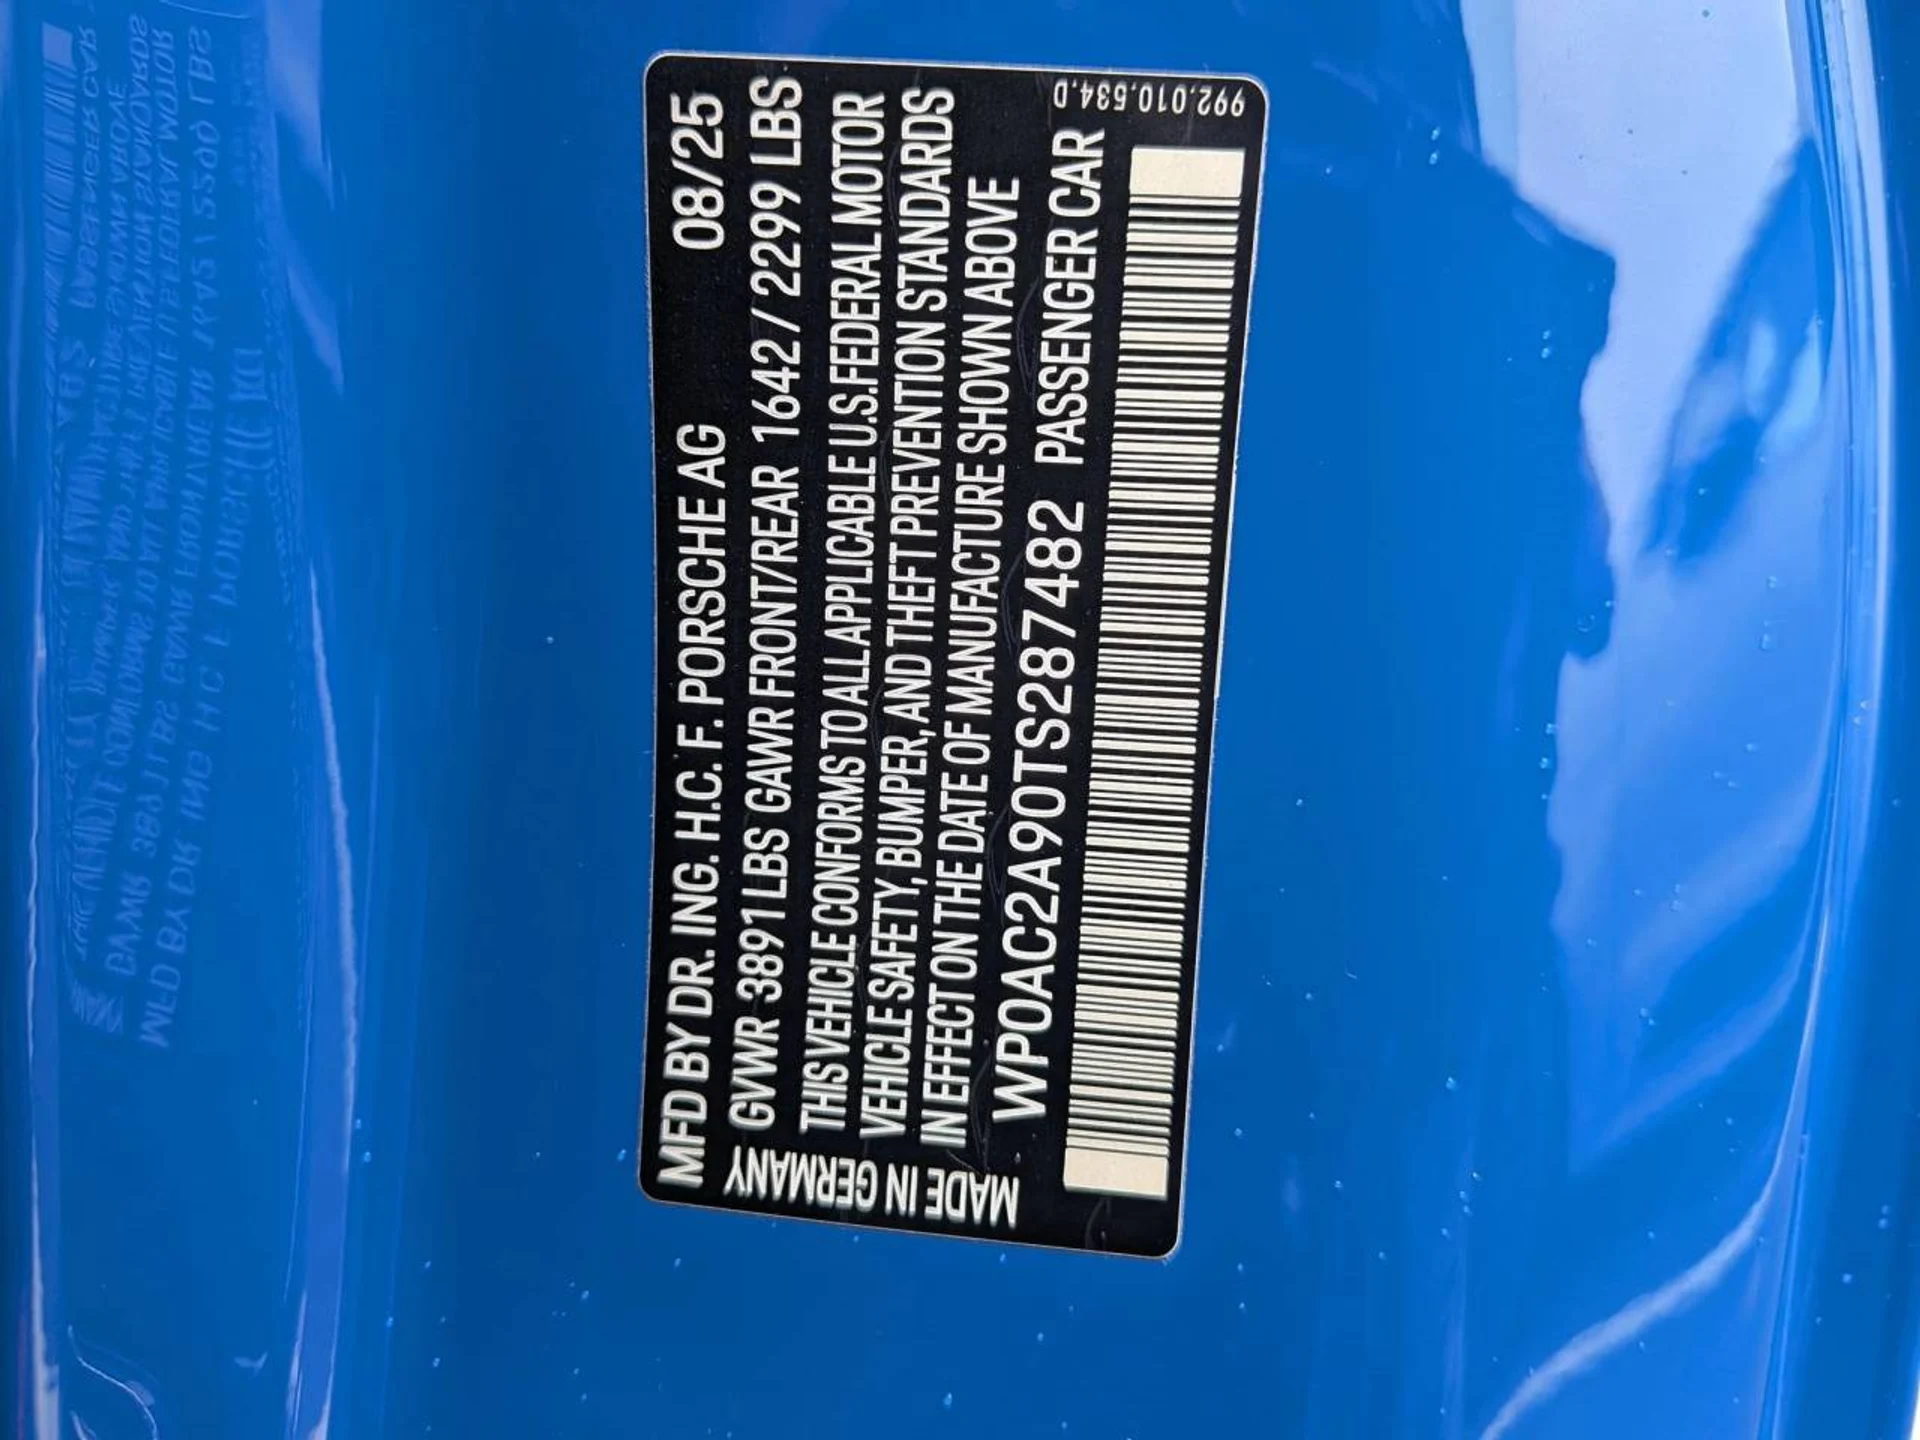 MFD BY DR. ING. H.C. F. PORSCHE AG 08/25
GVWR 3891 LBS GAWR FRONT/REAR 1642 / 2299 LBS
THIS VEHICLE CONFORMS TO ALL APPLICABLE U.S. FEDERAL MOTOR
VEHICLE SAFETY, BUMPER, AND THEFT PREVENTION STANDARDS
IN EFFECT ON THE DATE OF MANUFACTURE SHOWN ABOVE
WP0AC2A90TS287482 PASSENGER CAR
MADE IN GERMANY
992.010.534.D